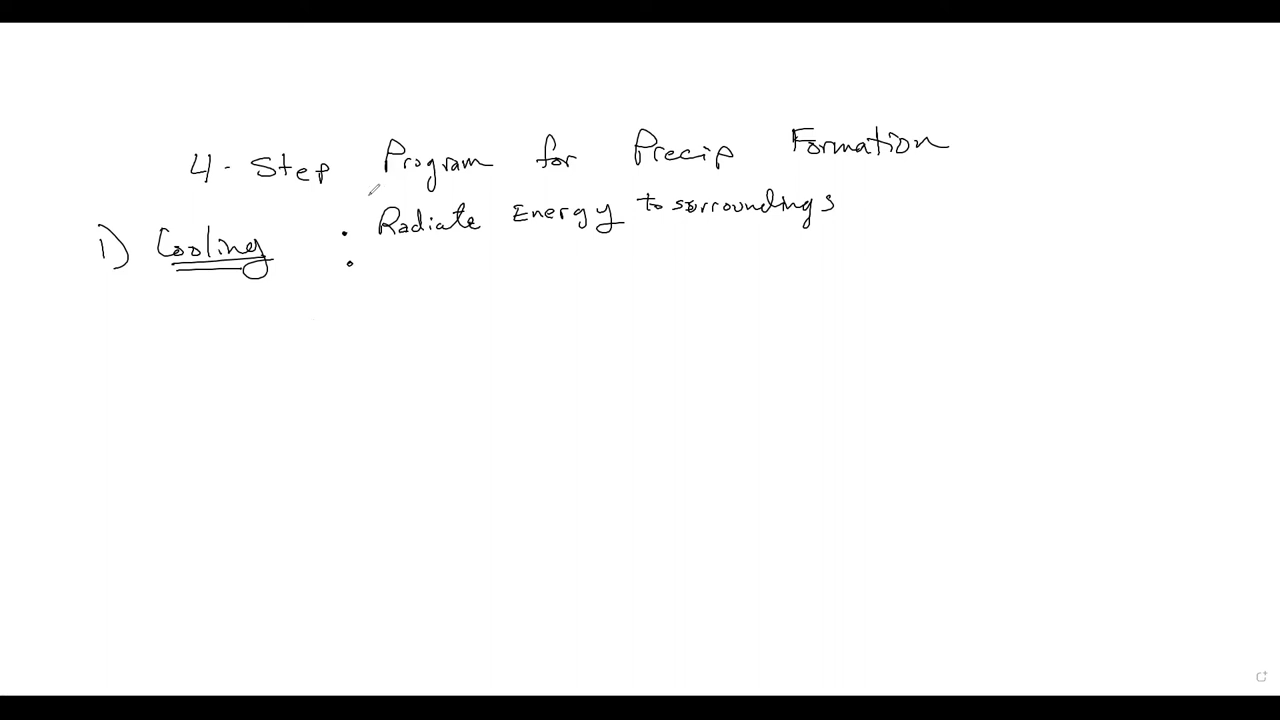 4-Step Program for Precip Formation
1) Cooling • Radiate Energy to surroundings
•